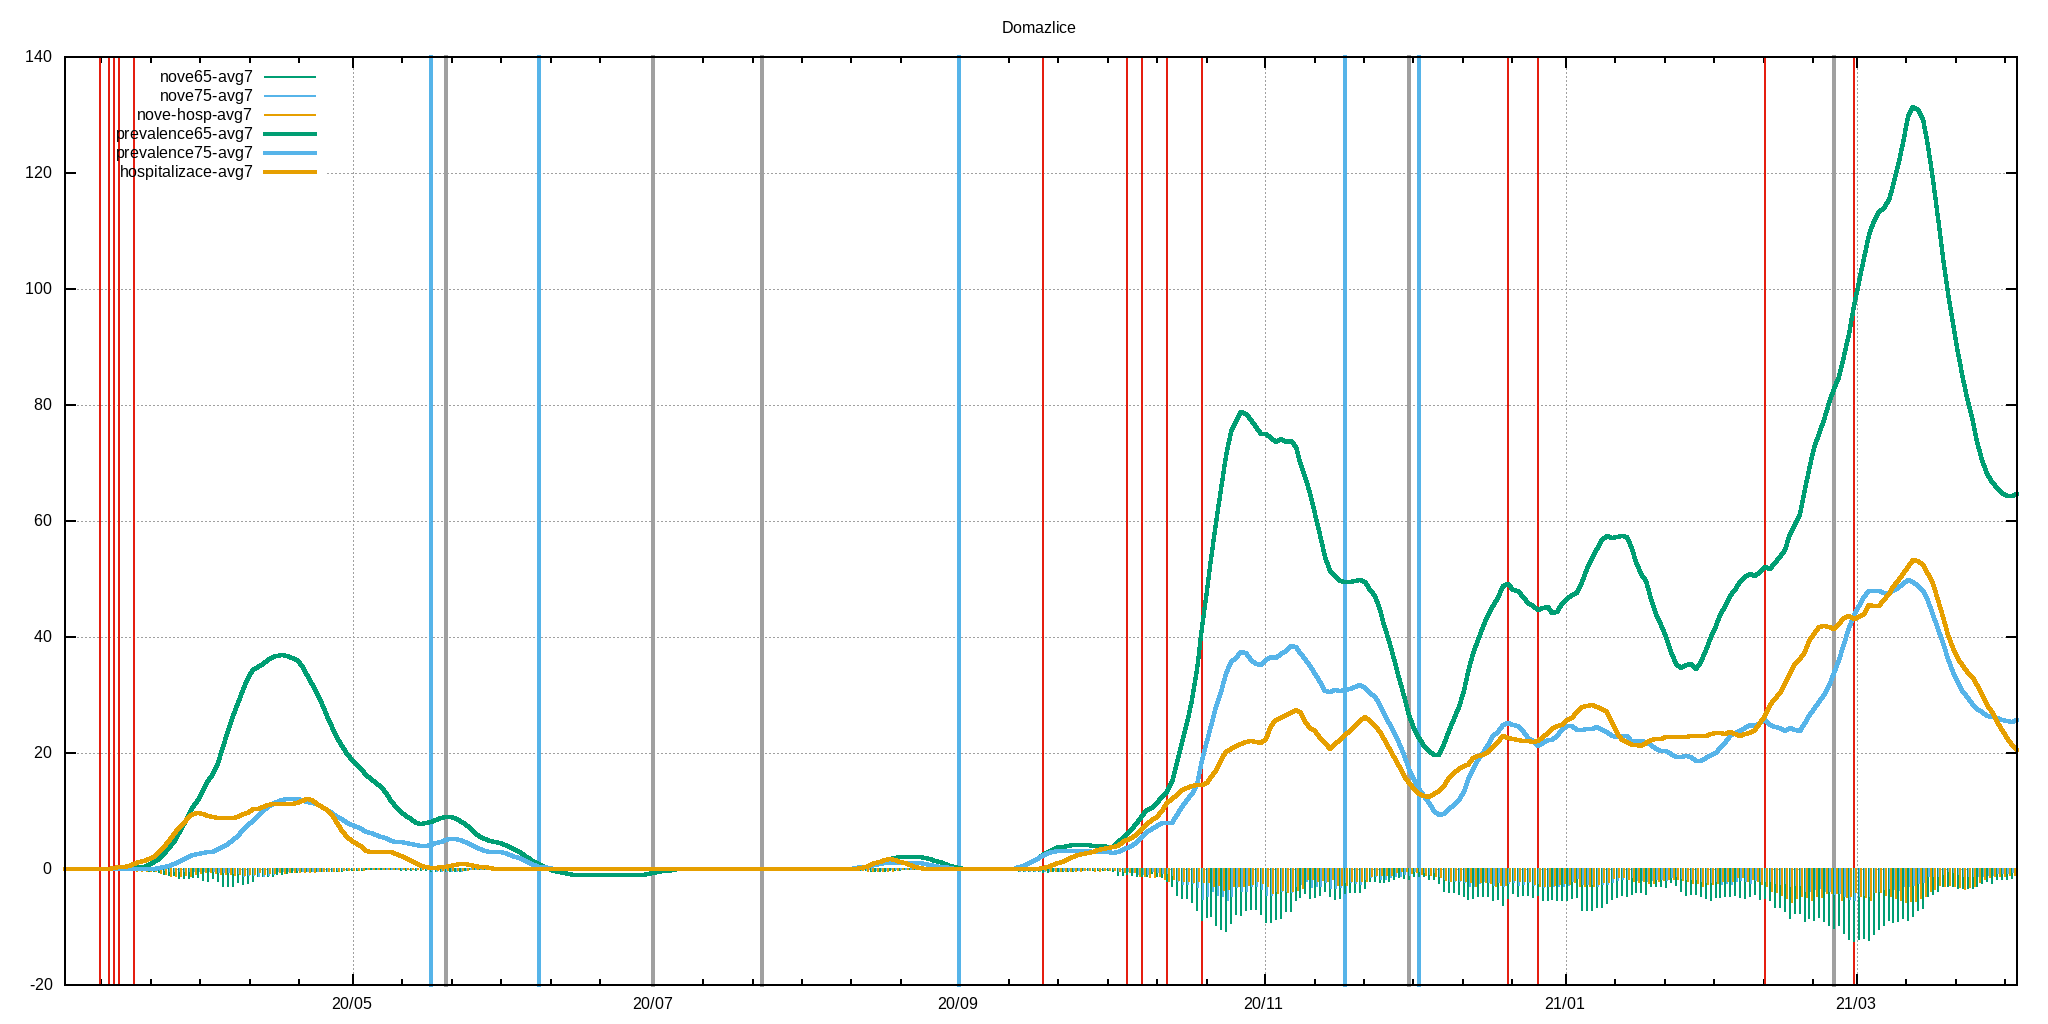 Domazlice
140
120
100
80
60
40
20
0
-20
nove65-avg7
nove75-avg7
nove-hosp-avg7
prevalence65-avg7
prevalence75-avg7
hospitalizace-avg7
20/05 20/07 20/09 20/11 21/01 21/03